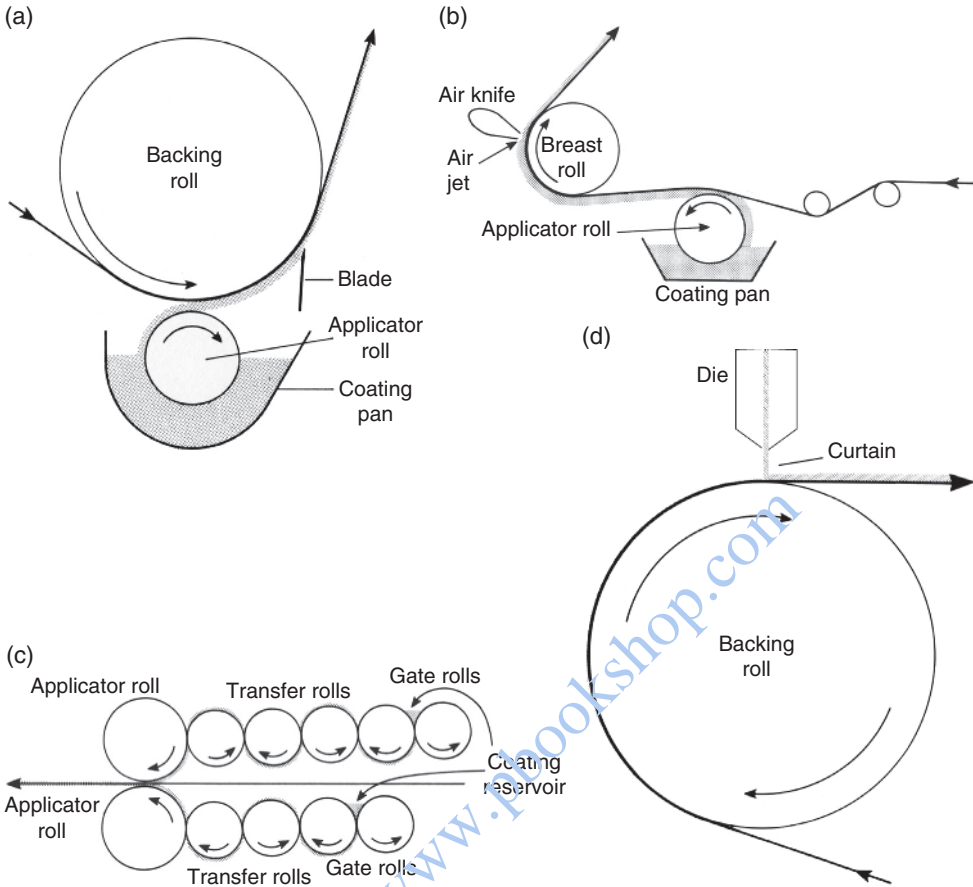 (a)
Backing
roll
Blade
Applicator
roll
Coating
pan
(b)
Air knife
Air
jet
Breast
roll
Applicator roll
Coating pan
(d)
Die
Curtain
Backing
roll
(c)
Applicator roll
Transfer rolls
Gate rolls
Coating
reservoir
Applicator
roll
Transfer rolls
Gate rolls
www.pbookshop.com